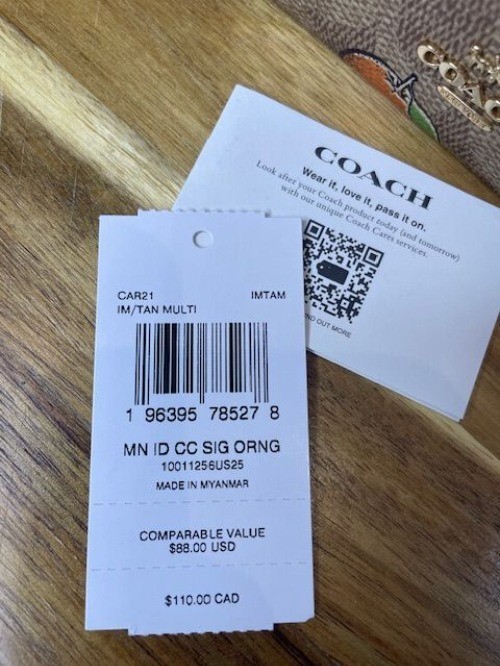 COACH
Wear it, love it, pass it on.
Look after your Coach product today (and tomorrow)
with our unique Coach Cares services.
OUT MORE
CAR21 IMTAM
IM/TAN MULTI
1 96395 78527 8
MN ID CC SIG ORNG
10011256US25
MADE IN MYANMAR
COMPARABLE VALUE
$88.00 USD
$110.00 CAD